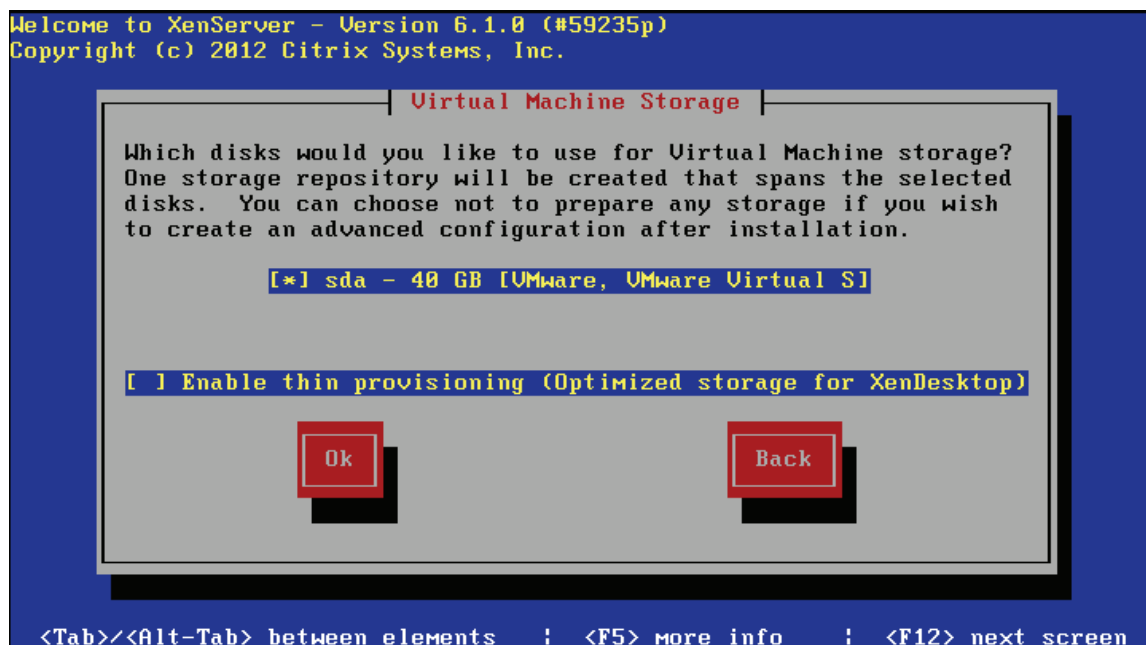 Welcome to XenServer - Version 6.1.0 (#59235p)
Copyright (c) 2012 Citrix Systems, Inc.
Virtual Machine Storage
Which disks would you like to use for Virtual Machine storage?
One storage repository will be created that spans the selected
disks.  You can choose not to prepare any storage if you wish
to create an advanced configuration after installation.
[*] sda - 40 GB [VMware, VMware Virtual S]
[ ] Enable thin provisioning (Optimized storage for XenDesktop)
Ok Back
<Tab>/<Alt-Tab> between elements | <F5> more info | <F12> next screen